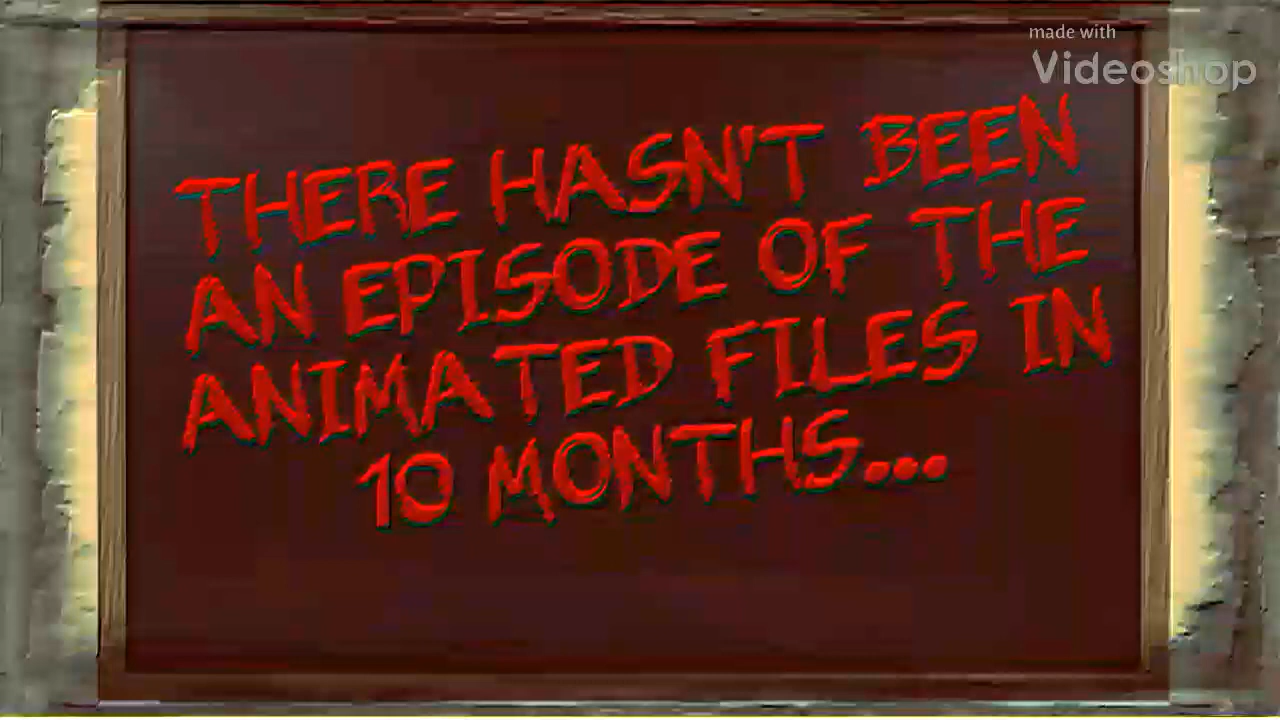 made with
Videoshop
THERE HASN'T BEEN
AN EPISODE OF THE
ANIMATED FILES IN
10 MONTHS...